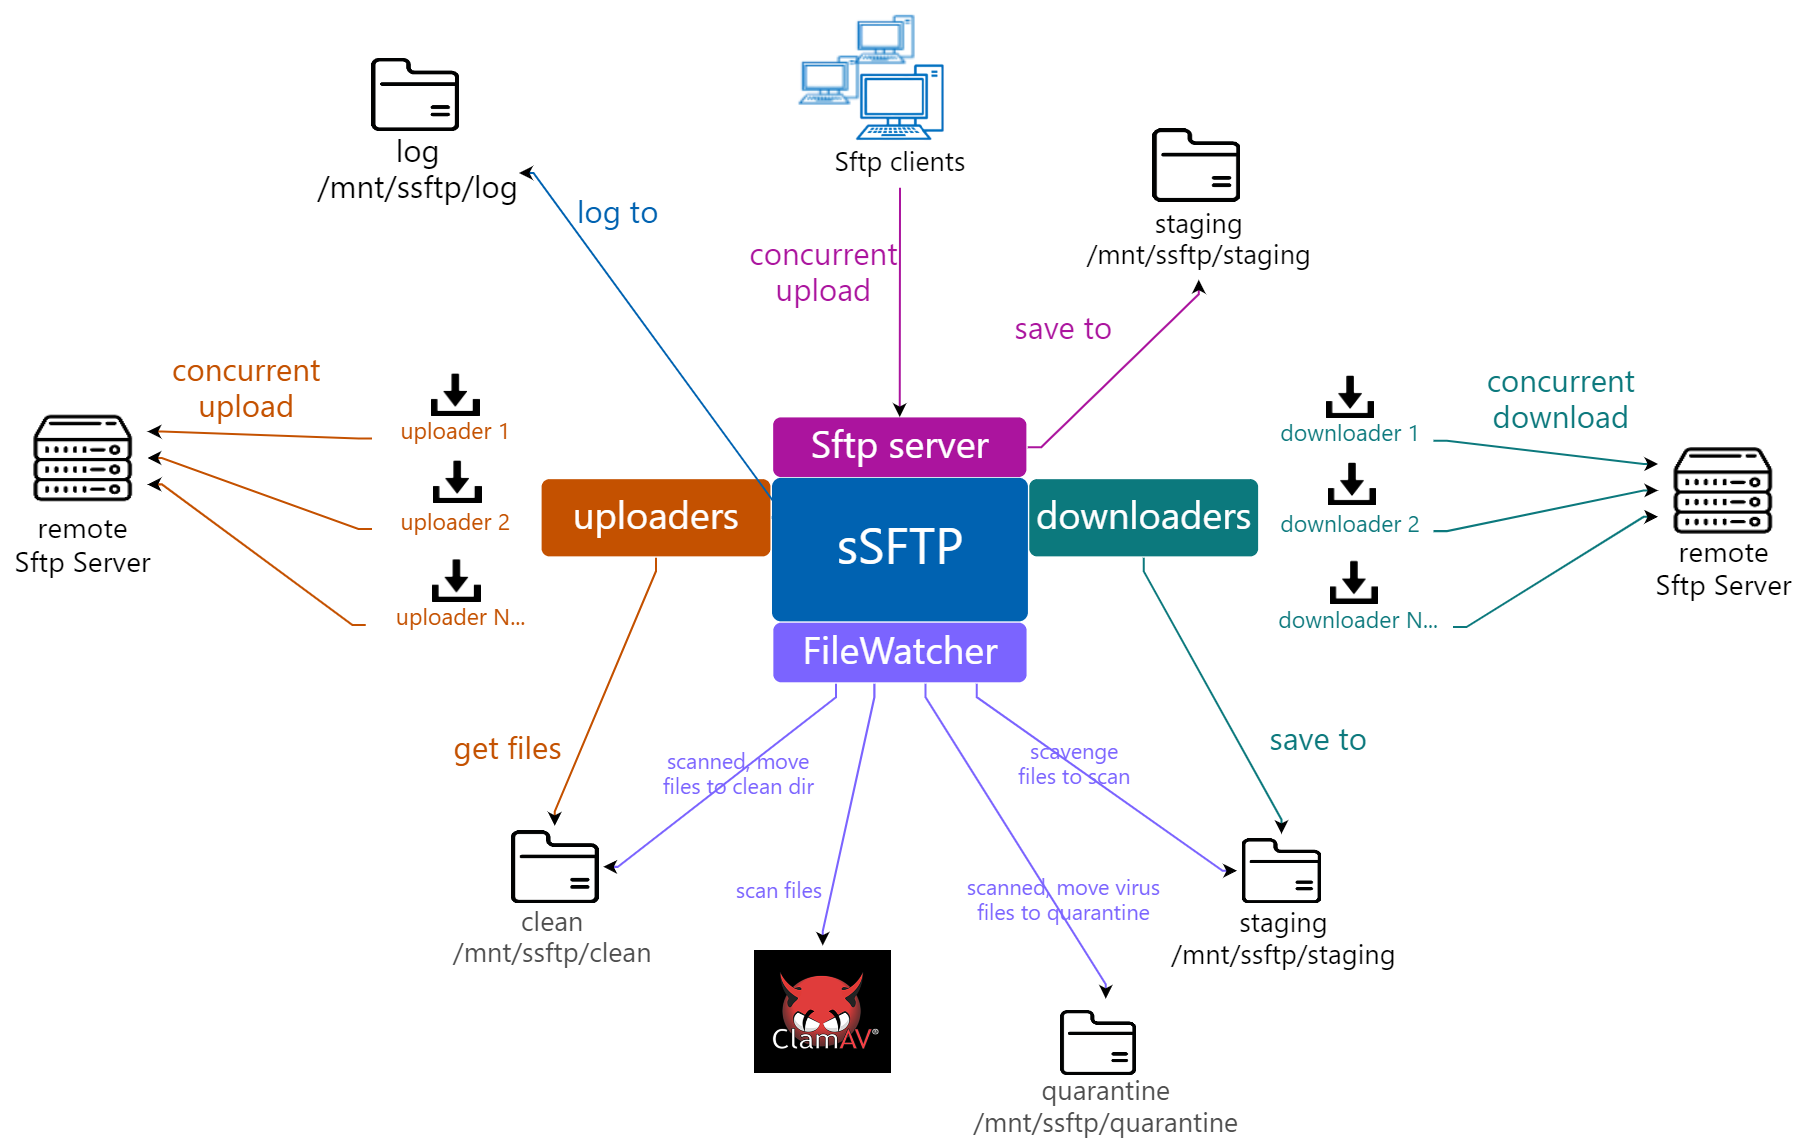 log
/mnt/ssftp/log
Sftp clients
staging
/mnt/ssftp/staging
log to
concurrent
upload
save to
concurrent
upload
uploader 1
uploader 2
uploader N...
remote
Sftp Server
Sftp server
uploaders
sSFTP
downloaders
FileWatcher
concurrent
download
downloader 1
downloader 2
downloader N...
remote
Sftp Server
get files
scanned, move
files to clean dir
scavenge
files to scan
save to
scan files
scanned, move virus
files to quarantine
clean
/mnt/ssftp/clean
ClamAV®
staging
/mnt/ssftp/staging
quarantine
/mnt/ssftp/quarantine